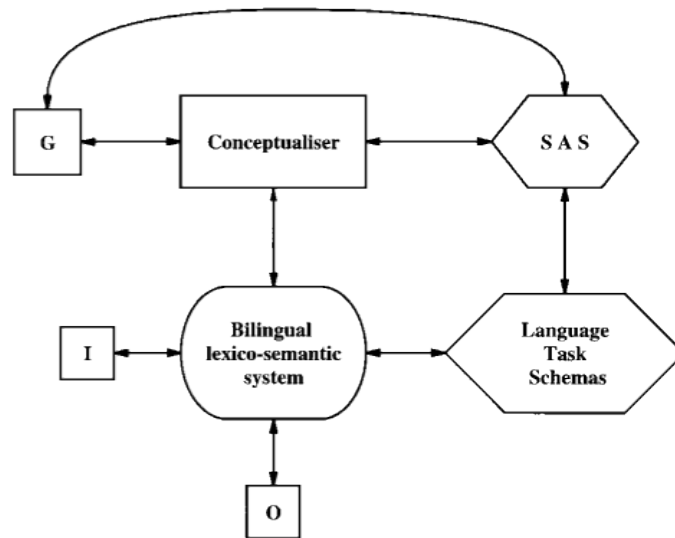 G
Conceptualiser
S A S
I
Bilingual
lexico-semantic
system
Language
Task
Schemas
O